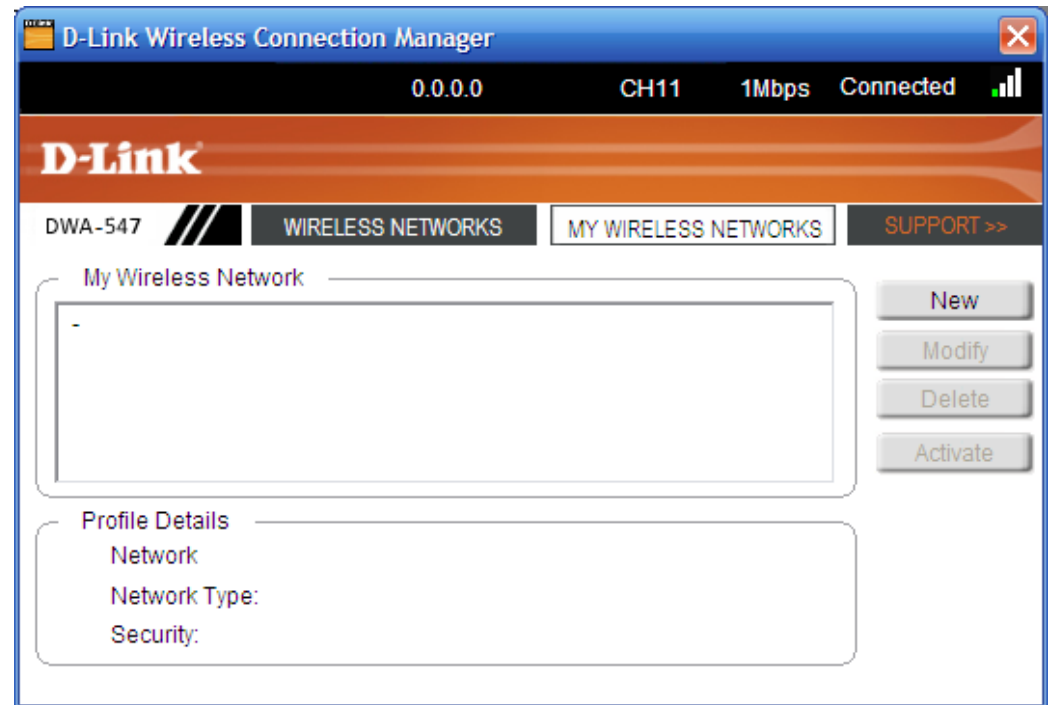 D-Link Wireless Connection Manager
0.0.0.0 CH11 1Mbps Connected
D-Link
DWA-547 WIRELESS NETWORKS MY WIRELESS NETWORKS SUPPORT >>
My Wireless Network
-
New
Modify
Delete
Activate
Profile Details
Network
Network Type:
Security: